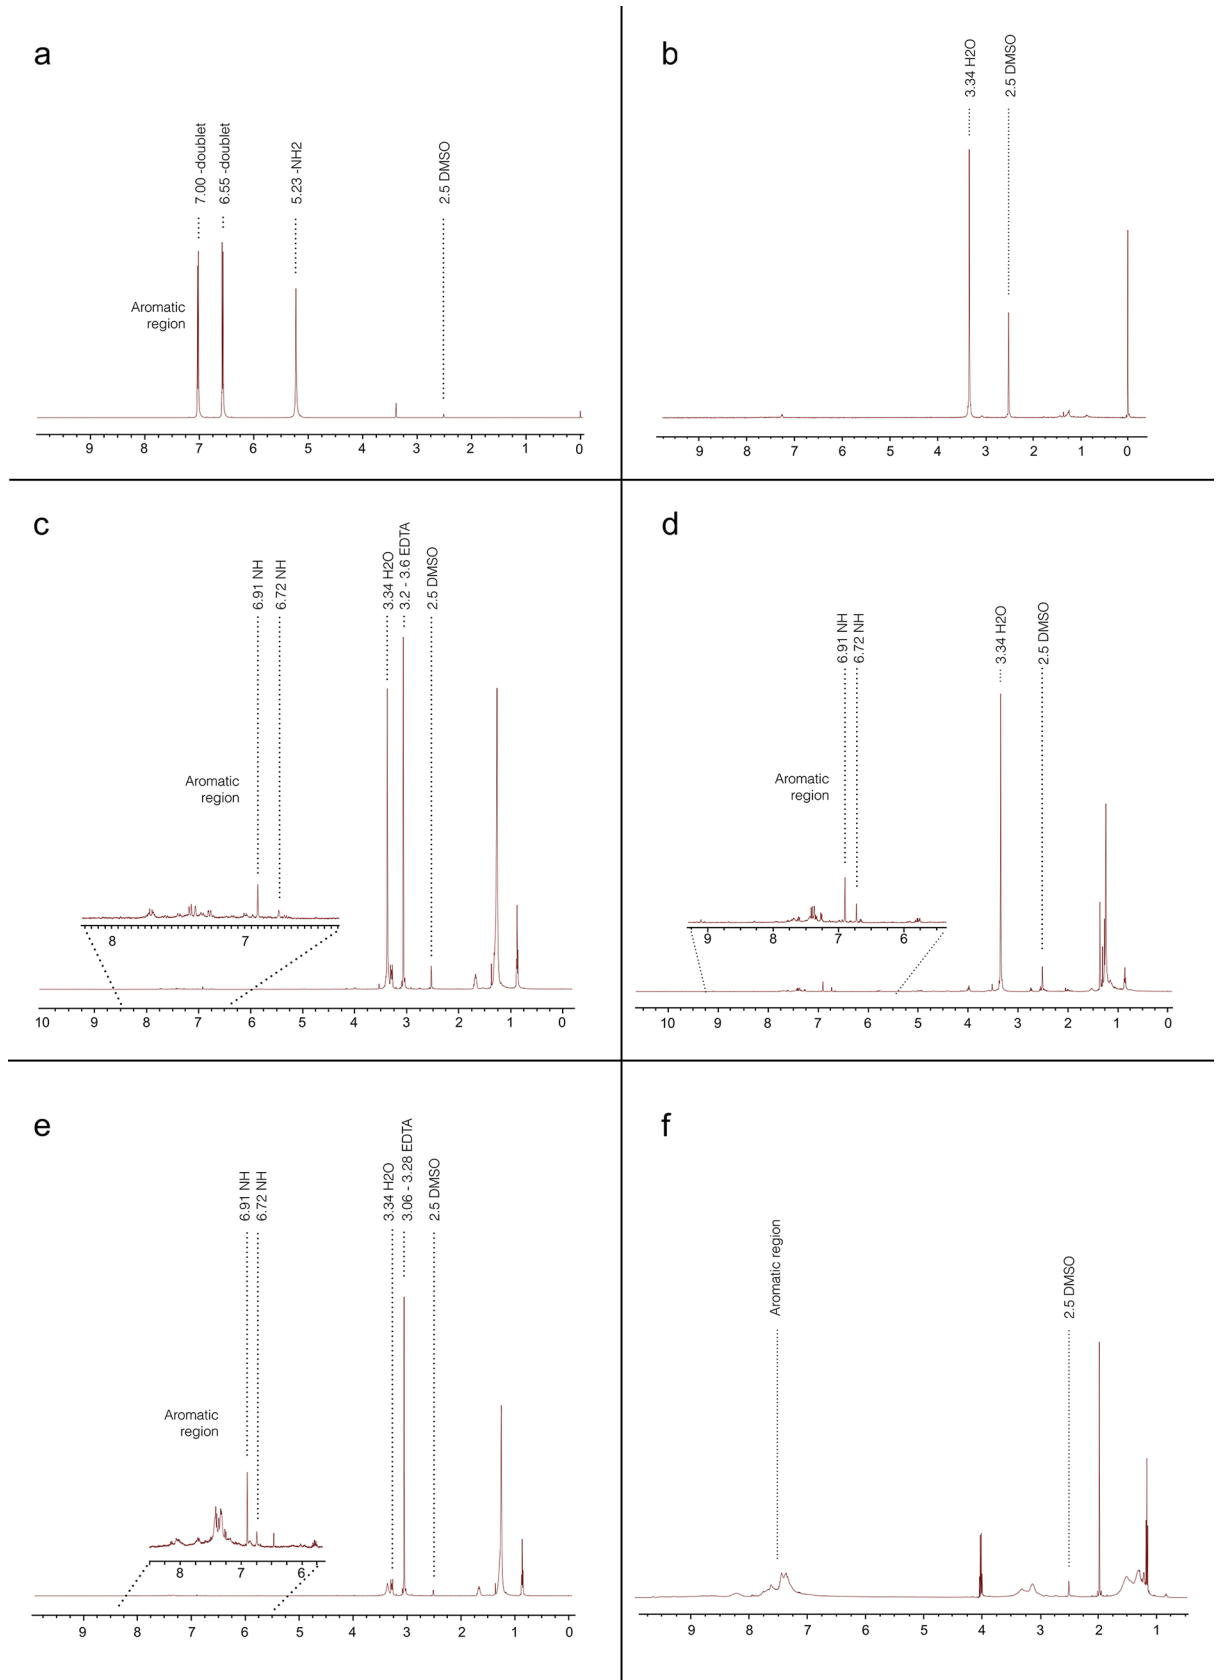 a
7.00 -doublet
6.55 -doublet
5.23 -NH2
2.5 DMSO
Aromatic
region
9 8 7 6 5 4 3 2 1 0
b
3.34 H2O
2.5 DMSO
9 8 7 6 5 4 3 2 1 0
c
6.91 NH
6.72 NH
3.34 H2O
3.2 - 3.6 EDTA
2.5 DMSO
Aromatic
region
8 7
10 9 8 7 6 5 4 3 2 1 0
d
6.91 NH
6.72 NH
3.34 H2O
2.5 DMSO
Aromatic
region
9 8 7 6
10 9 8 7 6 5 4 3 2 1 0
e
6.91 NH
6.72 NH
3.34 H2O
3.06 - 3.28 EDTA
2.5 DMSO
Aromatic
region
8 7 6
9 8 7 6 5 4 3 2 1 0
f
Aromatic region
2.5 DMSO
9 8 7 6 5 4 3 2 1